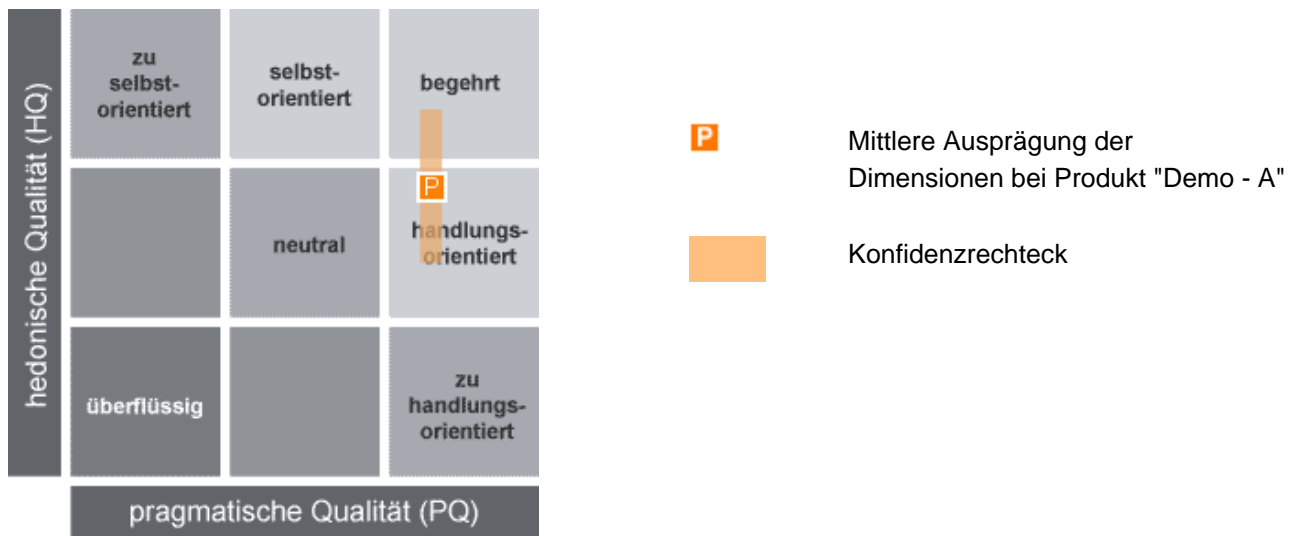 hedonische Qualität (HQ)
zu
selbst-
orientiert
selbst-
orientiert
begehrt
P
neutral
handlungs-
orientiert
überflüssig
zu
handlungs-
orientiert
pragmatische Qualität (PQ)
P
Mittlere Ausprägung der
Dimensionen bei Produkt "Demo - A"
Konfidenzrechteck